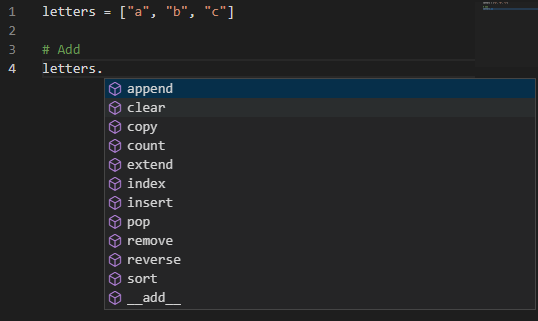 1 letters = ["a", "b", "c"]
2
3 # Add
4 letters.
append
clear
copy
count
extend
index
insert
pop
remove
reverse
sort
__add__